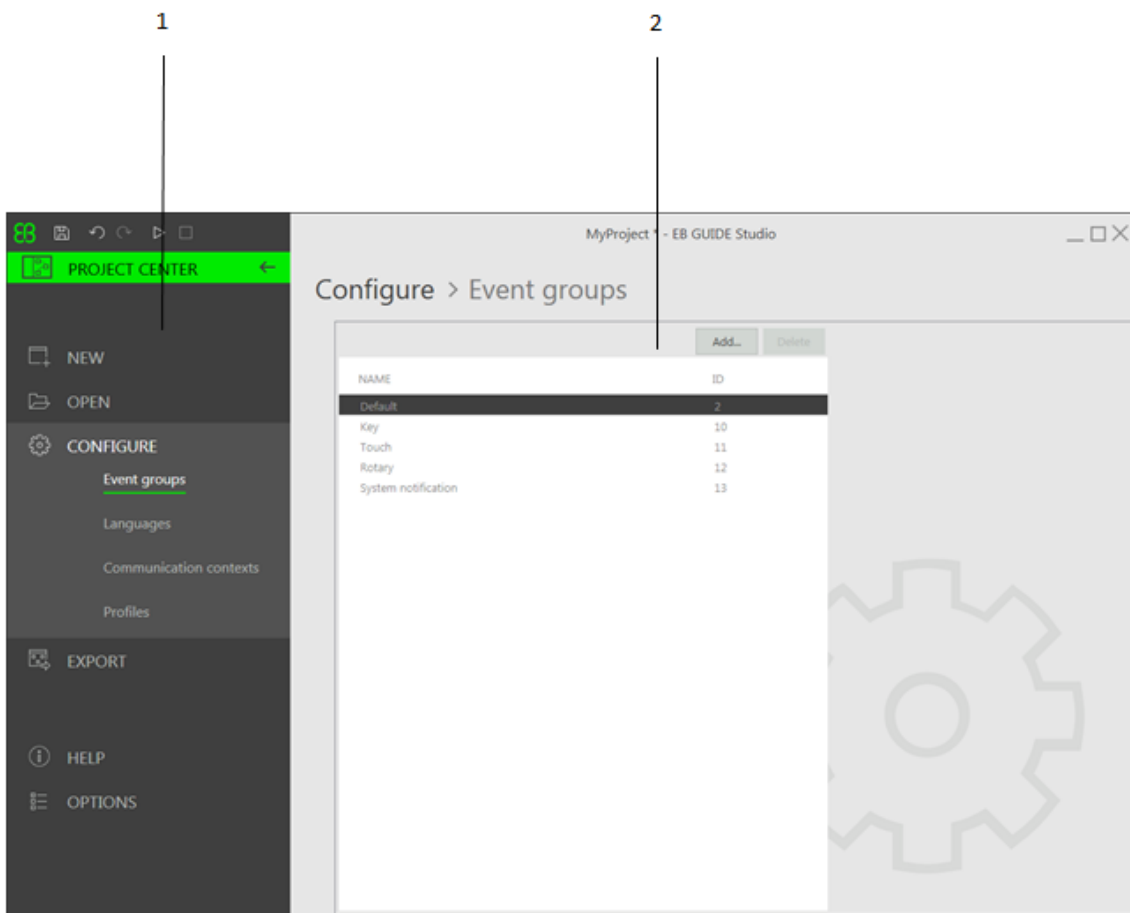 1
2
EB
MyProject * - EB GUIDE Studio
PROJECT CENTER
Configure > Event groups
Add...
Delete
NEW
OPEN
CONFIGURE
Event groups
Languages
Communication contexts
Profiles
EXPORT
HELP
OPTIONS
NAME ID
Default 2
Key 10
Touch 11
Rotary 12
System notification 13